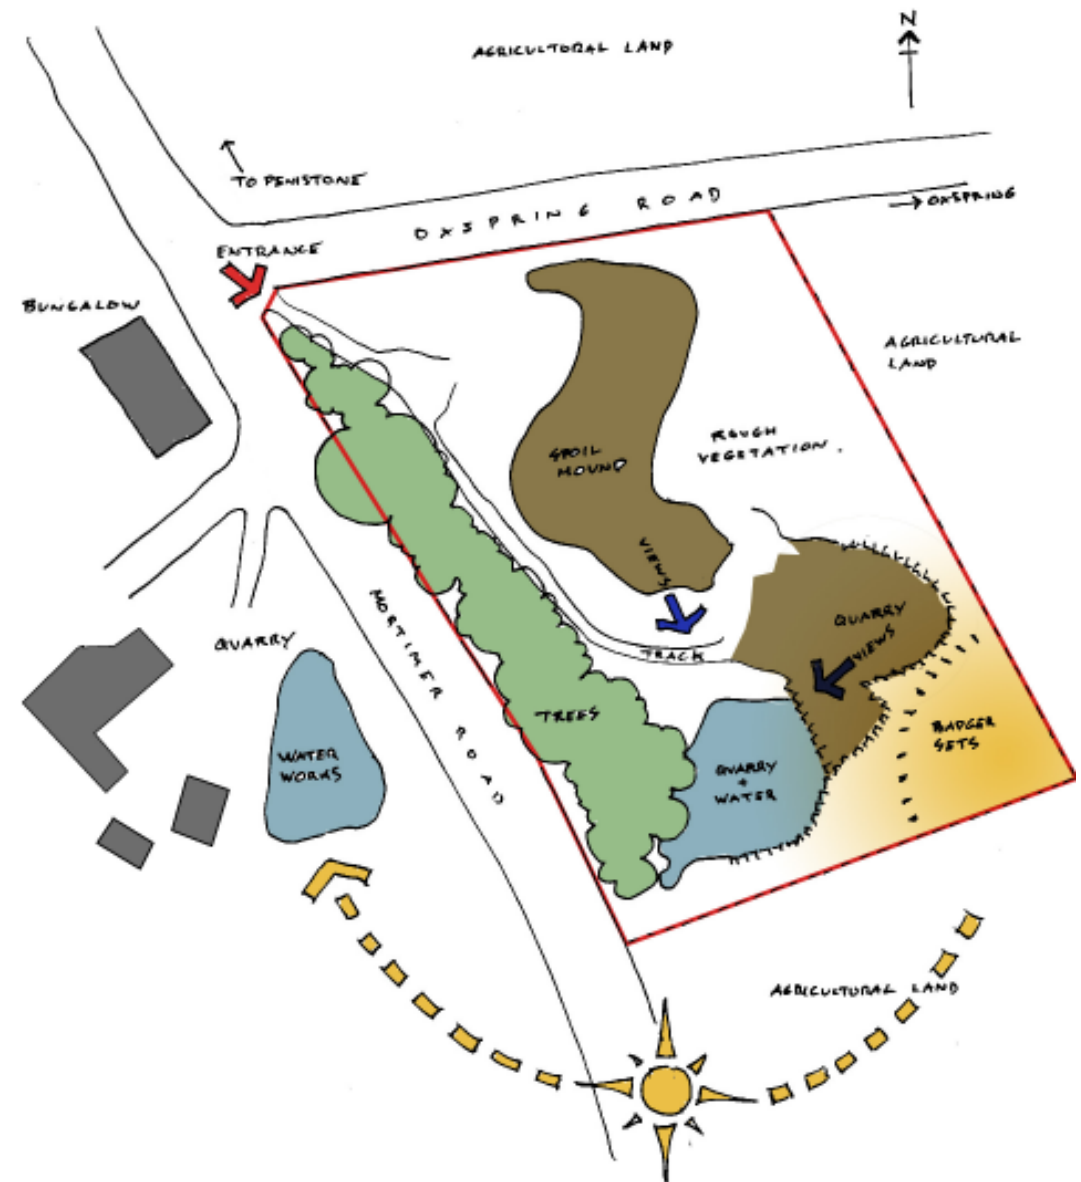 N
AGRICULTURAL LAND
TO PENISTONE
OXSPRING ROAD
OXSPRING
ENTRANCE
BUNGALOW
AGRICULTURAL
LAND
ROUGH
VEGETATION.
SPOIL
MOUND
VIEWS
QUARRY
VIEWS
TRACK
MORTIMER ROAD
QUARRY
WATER
WORKS
TREES
QUARRY
+
WATER
BADGER
SETS
AGRICULTURAL LAND